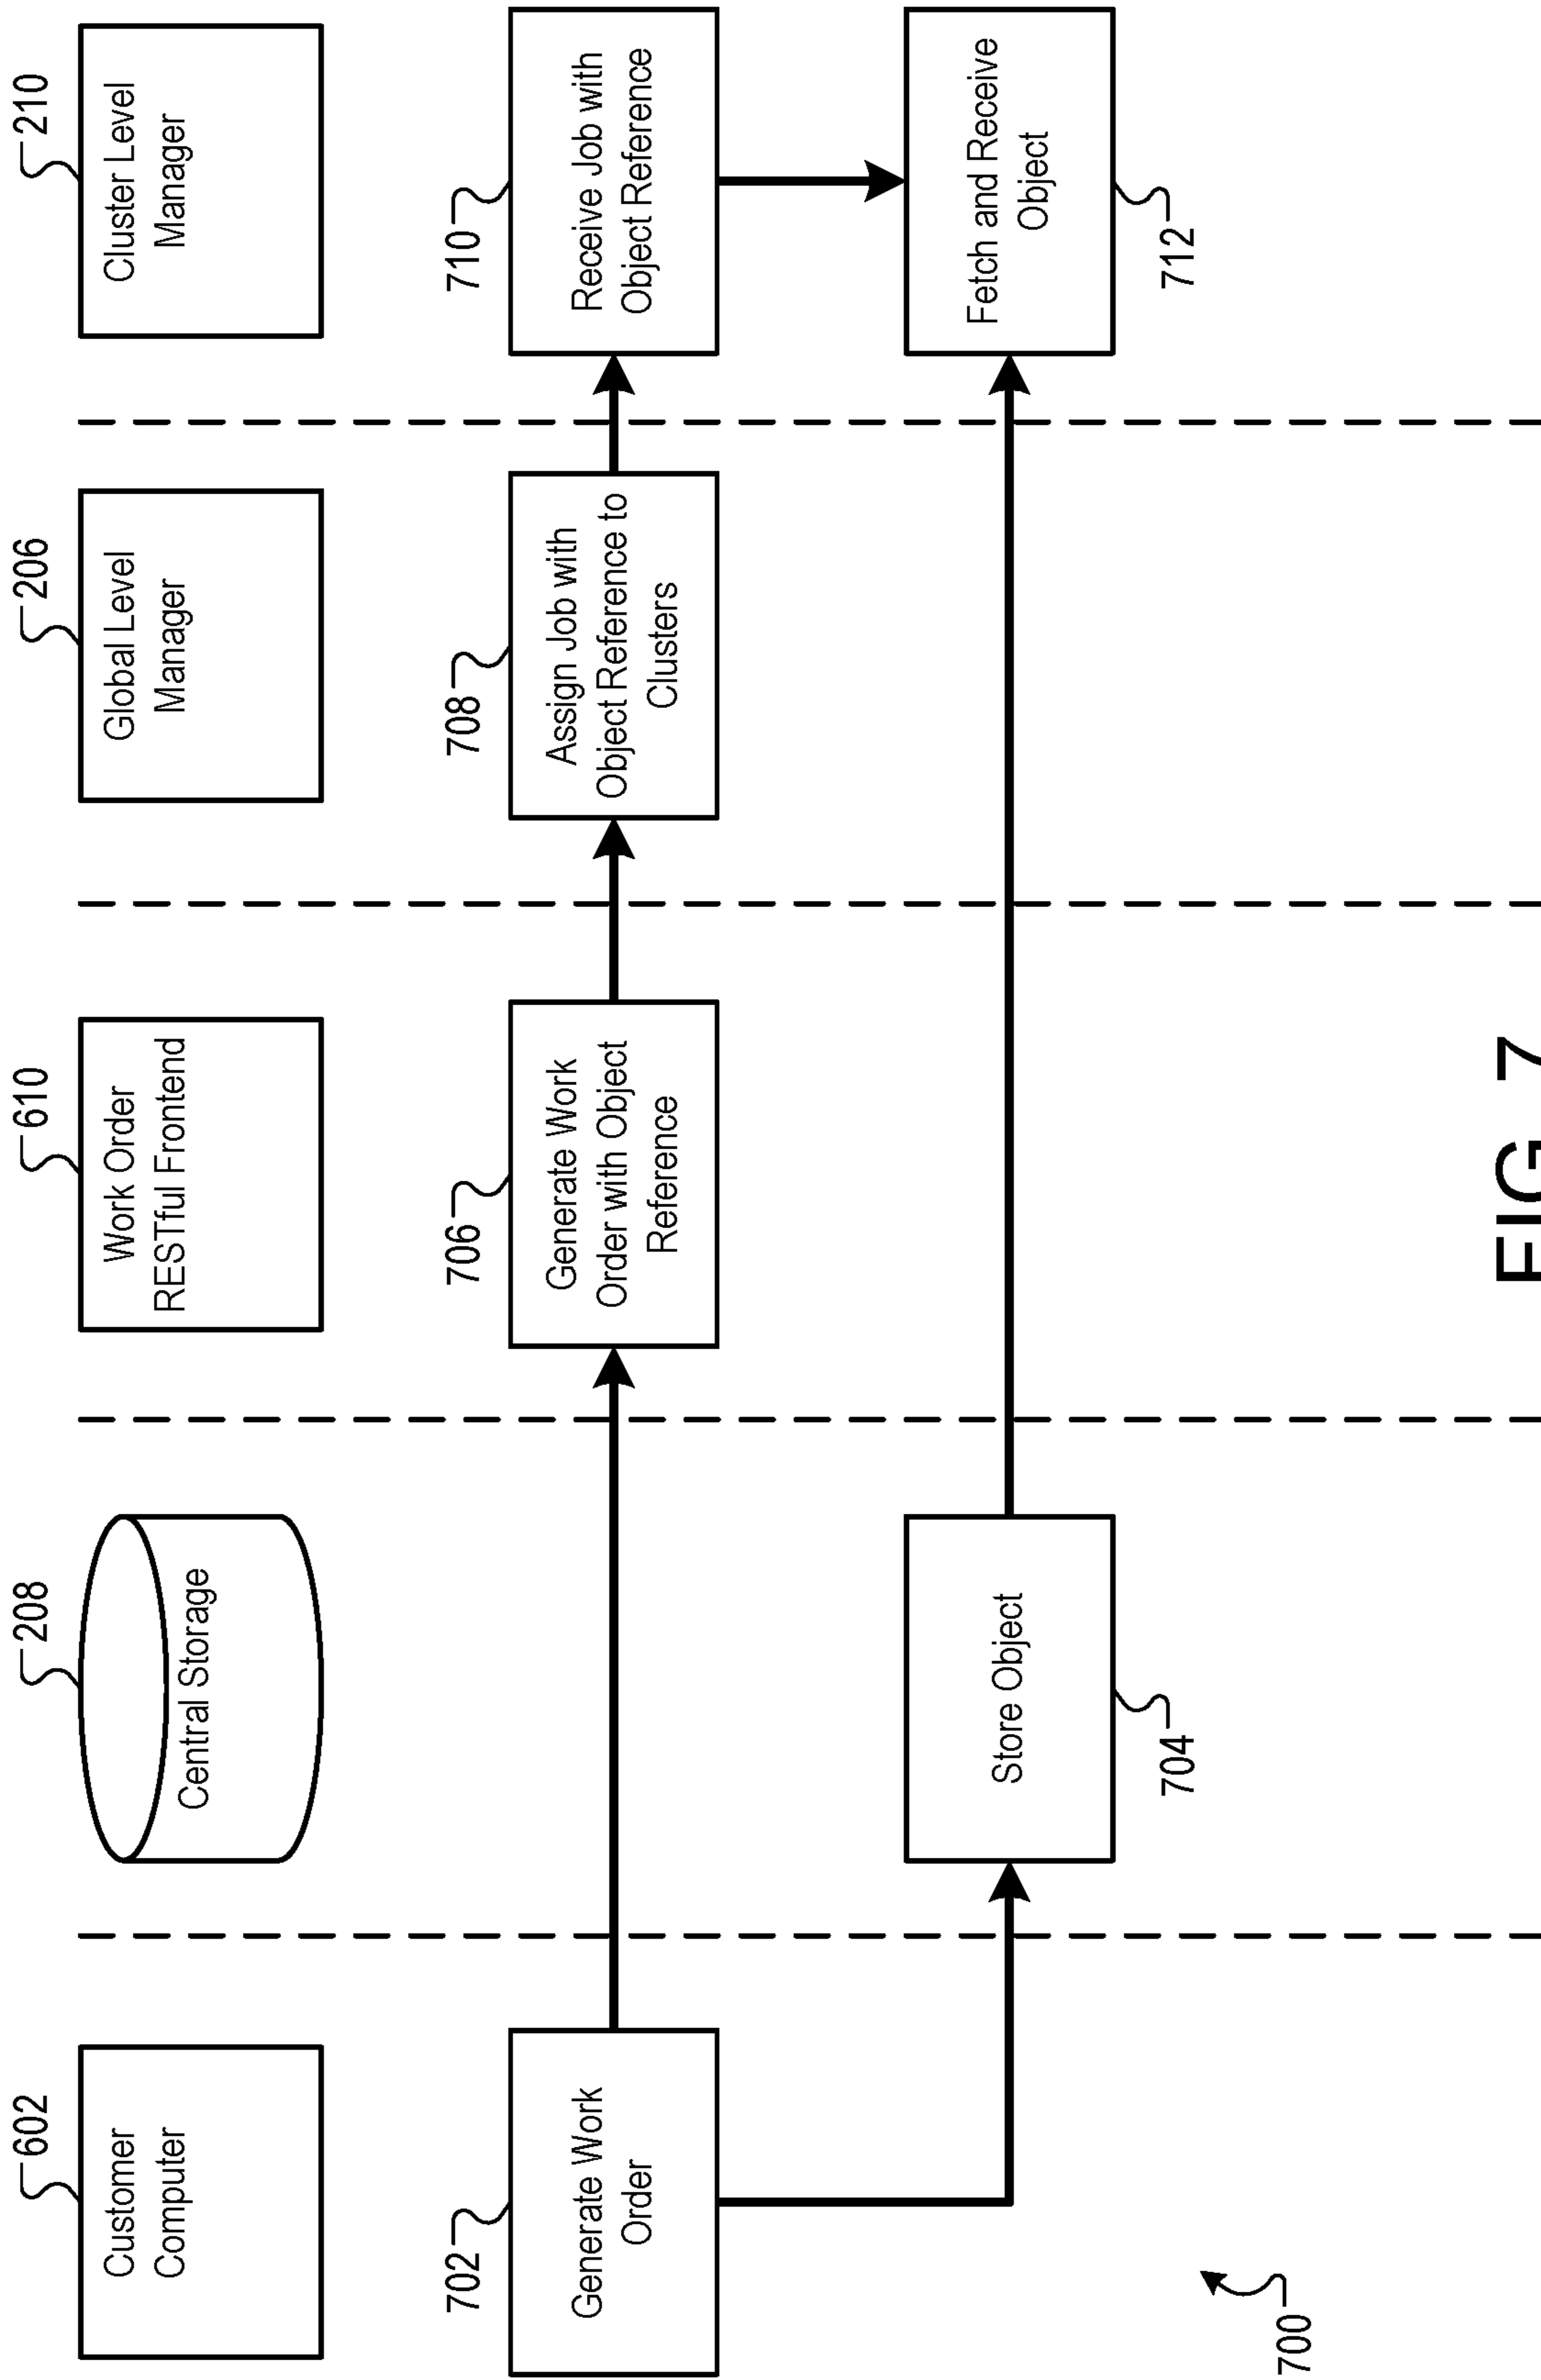 602
Customer
Computer
208
Central Storage
610
Work Order
RESTful Frontend
206
Global Level
Manager
210
Cluster Level
Manager
702
Generate Work
Order
706
Generate Work
Order with Object
Reference
708
Assign Job with
Object Reference to
Clusters
710
Receive Job with
Object Reference
Store Object
704
Fetch and Receive
Object
712
700
FIG. 7